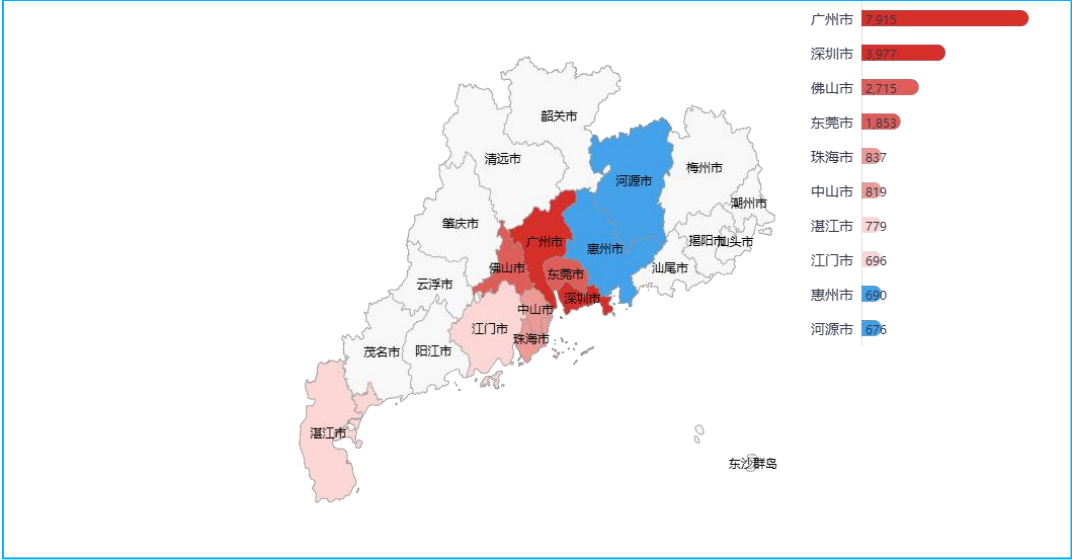 广州市 7,915
深圳市 3,977
佛山市 2,715
东莞市 1,853
珠海市 837
中山市 819
湛江市 779
江门市 696
惠州市 690
河源市 676
韶关市
清远市
梅州市
河源市
潮州市
肇庆市
广州市
惠州市
揭阳市
汕头市
佛山市
东莞市
汕尾市
云浮市
深圳市
中山市
江门市
珠海市
茂名市
阳江市
湛江市
东沙群岛